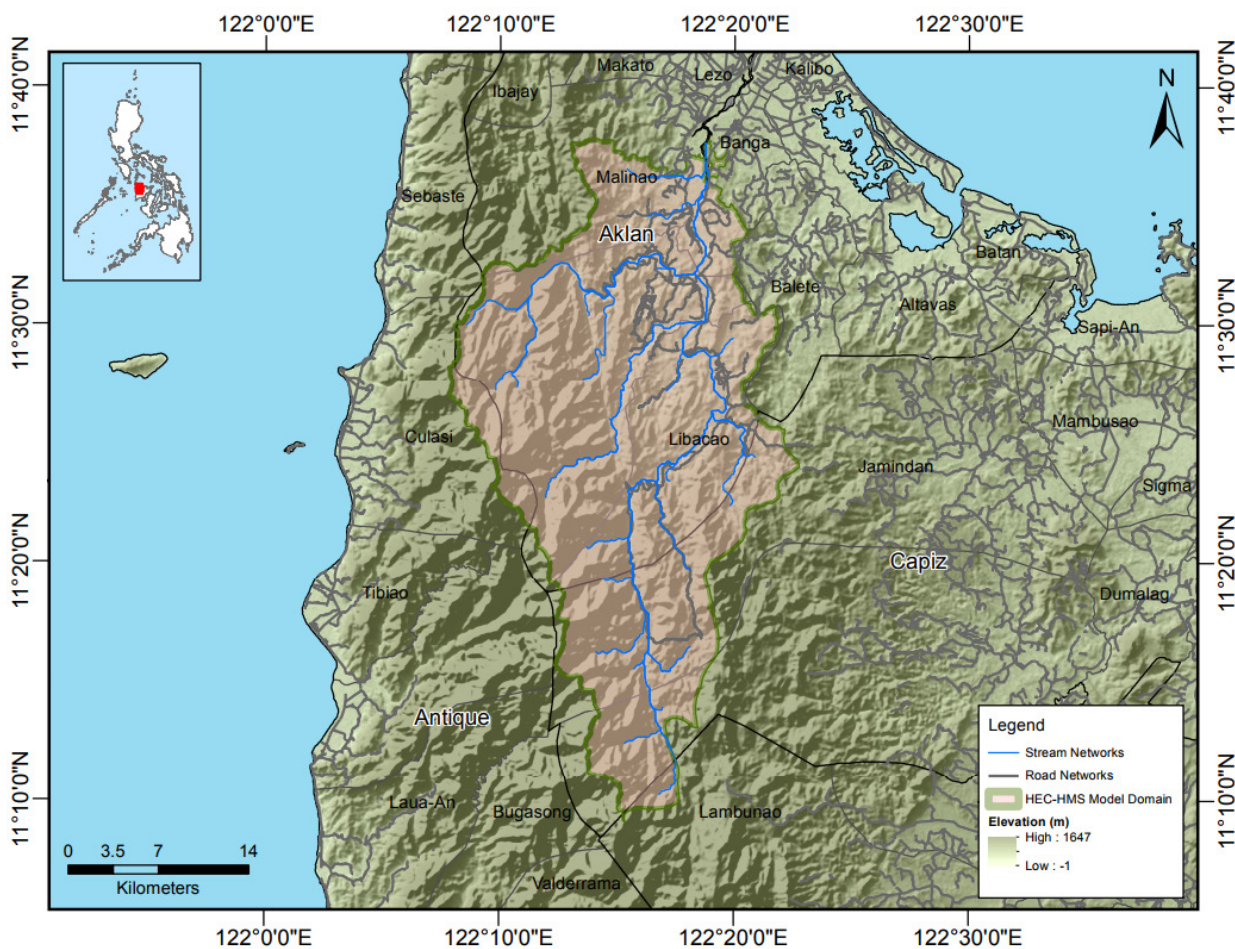 122°0'0"E
122°10'0"E
122°20'0"E
122°30'0"E
11°40'0"N
11°30'0"N
11°20'0"N
11°10'0"N
N
Makato
Lezo
Kalibo
Ibajay
Banga
Malinao
Sebaste
Aklan
Batan
Balete
Altavas
Sapi-An
Mambusao
Culasi
Libacao
Jamindan
Sigma
Capiz
Tibiao
Dumalag
Antique
Laua-An
Bugasong
Lambunao
Valderrama
Legend
Stream Networks
Road Networks
HEC-HMS Model Domain
Elevation (m)
High : 1647
Low : -1
0 3.5 7 14
Kilometers
11°40'0"N
11°30'0"N
11°20'0"N
11°10'0"N
122°0'0"E
122°10'0"E
122°20'0"E
122°30'0"E